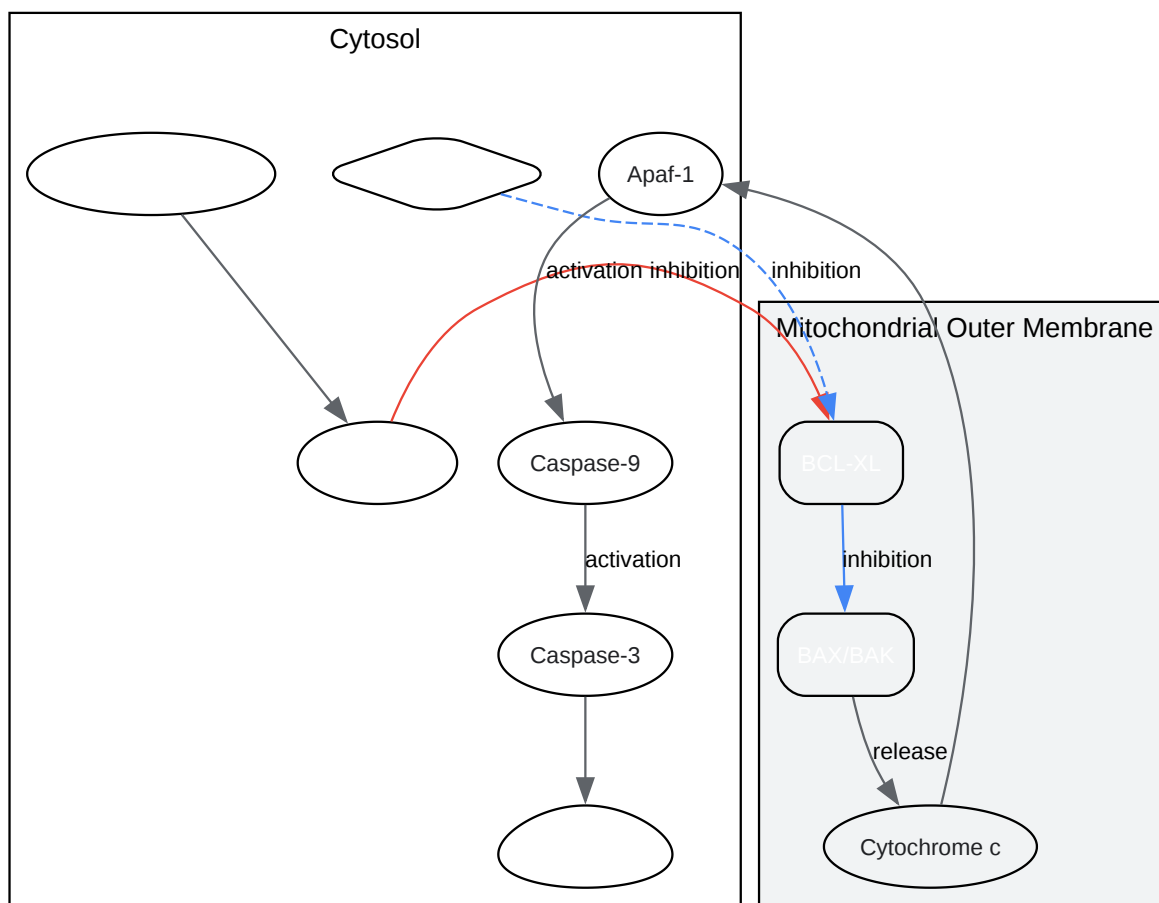 Cytosol
Apaf-1
activation
inhibition
inhibition
Mitochondrial Outer Membrane
Caspase-9
BCL-XL
activation
inhibition
Caspase-3
BAX/BAK
release
Cytochrome c